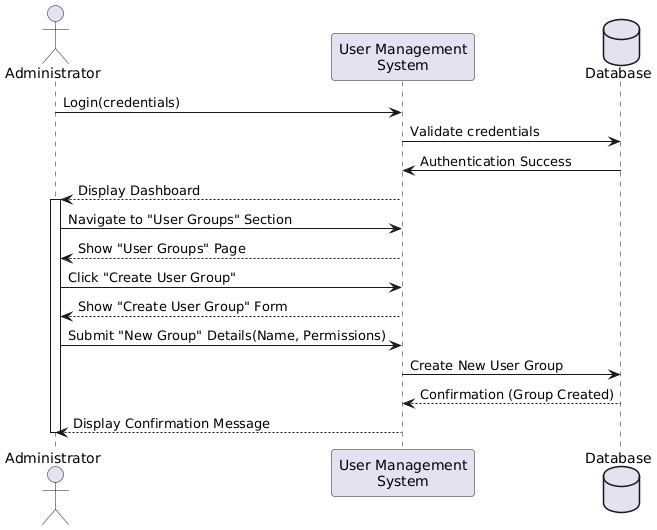 Administrator
User Management
System
Database
Login(credentials)
Validate credentials
Authentication Success
Display Dashboard
Navigate to "User Groups" Section
Show "User Groups" Page
Click "Create User Group"
Show "Create User Group" Form
Submit "New Group" Details(Name, Permissions)
Create New User Group
Confirmation (Group Created)
Display Confirmation Message
Administrator
User Management
System
Database